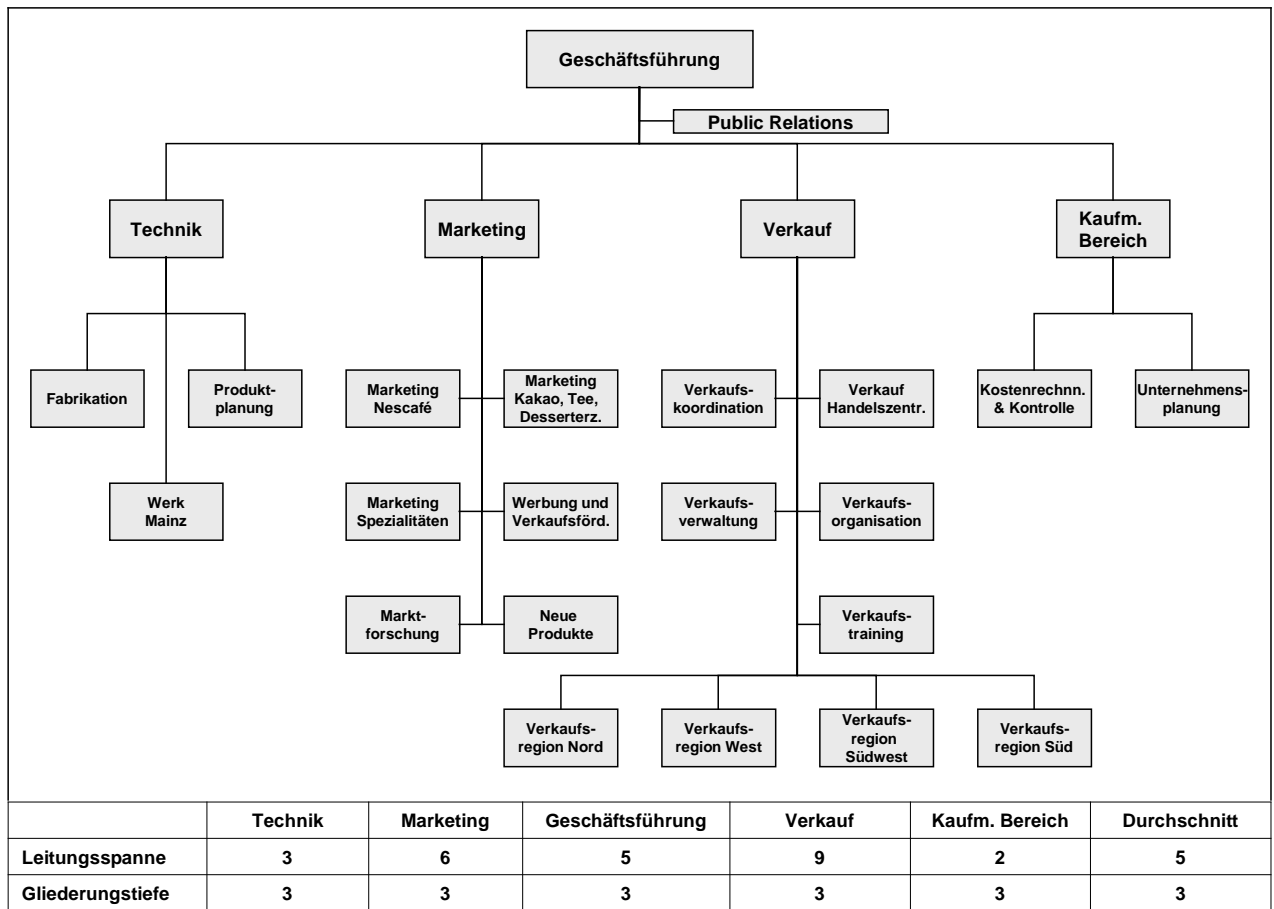 Geschäftsführung
Public Relations
Technik
Marketing
Verkauf
Kaufm.
Bereich
Fabrikation
Produkt-
planung
Werk
Mainz
Marketing
Nescafé
Marketing
Kakao, Tee,
Desserterz.
Marketing
Spezialitäten
Werbung und
Verkaufsförd.
Markt-
forschung
Neue
Produkte
Verkaufs-
koordination
Verkauf
Handelszentr.
Verkaufs-
verwaltung
Verkaufs-
organisation
Verkaufs-
training
Verkaufs-
region Nord
Verkaufs-
region West
Verkaufs-
region
Südwest
Verkaufs-
region Süd
Kostenrechnn.
& Kontrolle
Unternehmens-
planung
Technik Marketing Geschäftsführung Verkauf Kaufm. Bereich Durchschnitt
Leitungsspanne 3 6 5 9 2 5
Gliederungstiefe 3 3 3 3 3 3